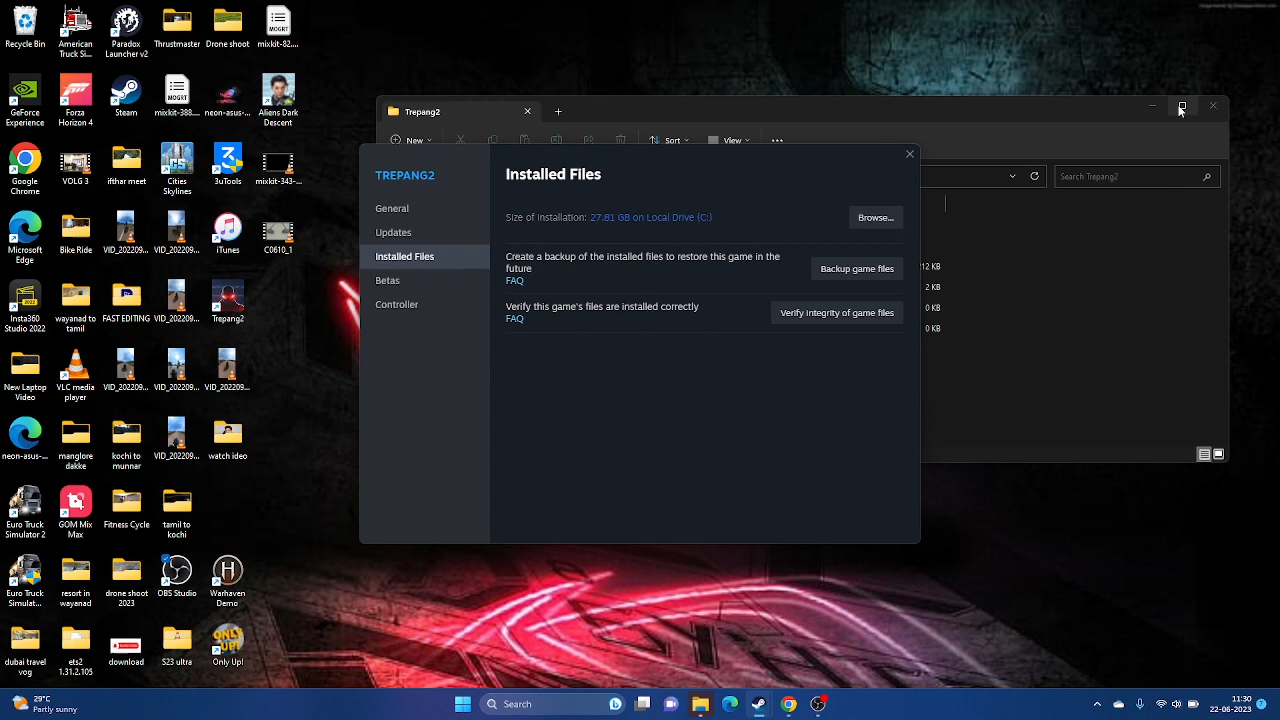 Recycle Bin
American Truck Si...
Paradox Launcher v2
Thrustmaster
Drone shoot
MOGRT
mixkit-82...
GeForce Experience
Forza Horizon 4
Steam
MOGRT
mixkit-388...
neon-asus-...
Aliens Dark Descent
Google Chrome
VOLG 3
ifthar meet
Cities Skylines
3uTools
mixkit-343-...
Microsoft Edge
Bike Ride
VID_202209...
VID_202209...
iTunes
C0610_1
2022
Insta360 Studio 2022
wayanad to tamil
FAST EDITING
VID_202209...
Trepang2
New Laptop Video
VLC media player
VID_202209...
VID_202209...
VID_202209...
neon-asus-...
manglore dakke
kochi to munnar
VID_202209...
watch ideo
Euro Truck Simulator 2
GOM Mix Max
Fitness Cycle
tamil to kochi
Euro Truck Simulat...
resort in wayanad
drone shoot 2023
OBS Studio
Warhaven Demo
dubai travel vog
ets2 1.31.2.105
SUBSCRIBE
download
S23 ultra
ONLY UP!
Only Up!
Trepang2
New
Sort
View
Search Trepang2
12 KB
2 KB
0 KB
0 KB
TREPANG2
General
Updates
Installed Files
Betas
Controller
Installed Files
Size of Installation: 27.81 GB on Local Drive (C:)
Browse...
Create a backup of the installed files to restore this game in the
future
FAQ
Backup game files
Verify this game's files are installed correctly
FAQ
Verify integrity of game files
29°C
Partly sunny
Search
11:30
22-06-2023
7